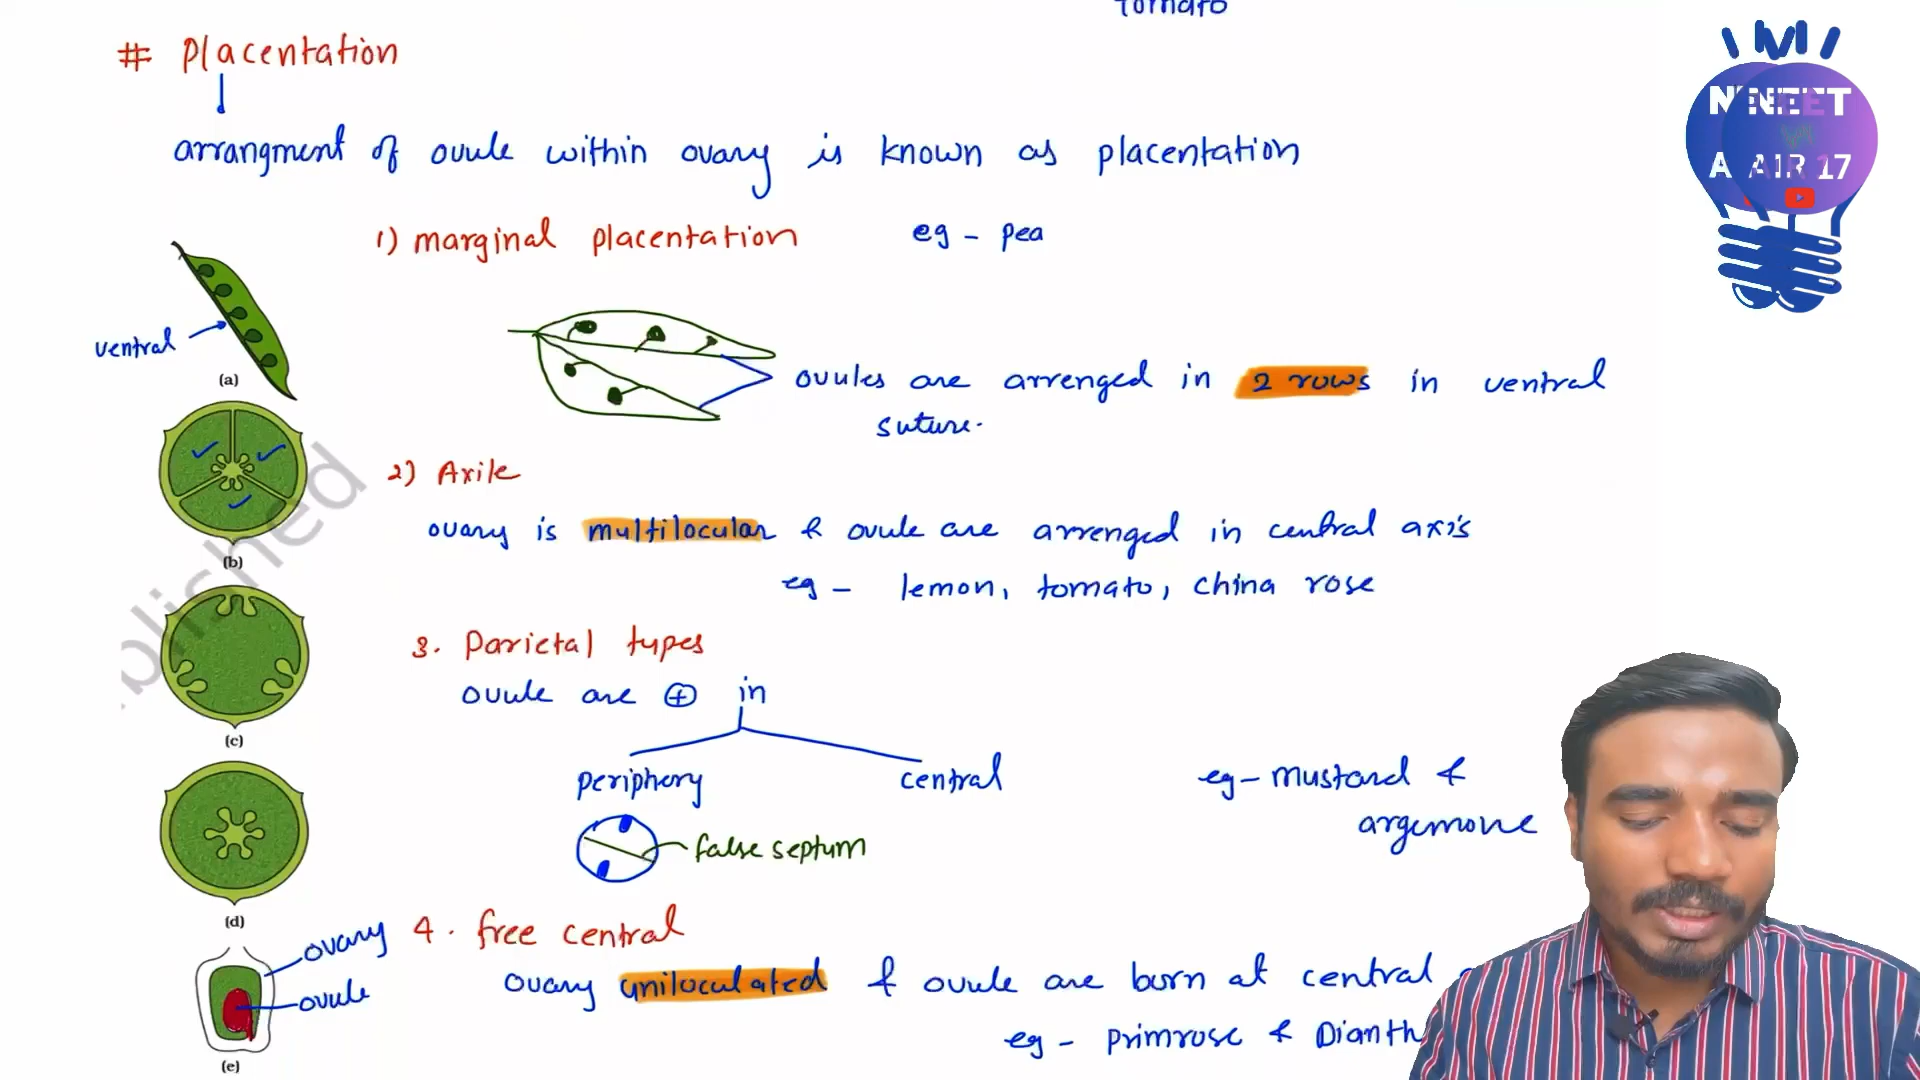 tomato
# Placentation
arrangment of ovule within ovary is known as placentation
1) marginal placentation eg - pea
ventral
(a)
ovules are arrenged in 2 rows in ventral
suture.
2) Axile
ovary is multilocular & ovule are arrenged in central axis
(b)
eg - lemon, tomato, china rose
3. Parietal types
ovule are ⊕ in
(c)
periphery central eg - mustard &
argemone
false septum
(d)
4. free central
ovary
ovule
ovary uniloculated & ovule are born at central
eg - primrose & Dianth
(e)
blished
NEET
AIR 17